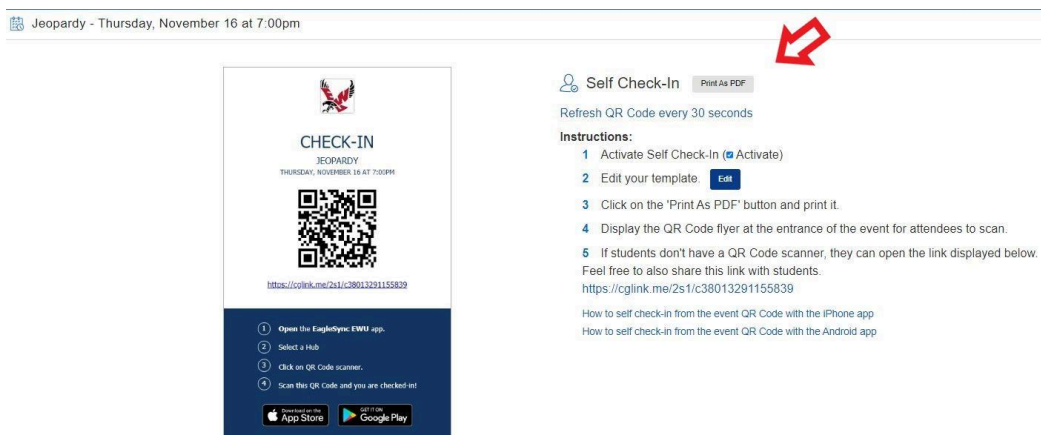 Jeopardy - Thursday, November 16 at 7:00pm
CHECK-IN
JEOPARDY
THURSDAY, NOVEMBER 16 AT 7:00PM
https://cglink.me/2s1/c38013291155839
1 Open the EagleSync EWU app.
2 Select a Hub
3 Click on QR Code scanner.
4 Scan this QR Code and you are checked-in!
Download on the
App Store
GET IT ON
Google Play
Self Check-In Print As PDF
Refresh QR Code every 30 seconds
Instructions:
1 Activate Self Check-In (Activate)
2 Edit your template. Edit
3 Click on the 'Print As PDF' button and print it.
4 Display the QR Code flyer at the entrance of the event for attendees to scan.
5 If students don't have a QR Code scanner, they can open the link displayed below.
Feel free to also share this link with students.
https://cglink.me/2s1/c38013291155839
How to self check-in from the event QR Code with the iPhone app
How to self check-in from the event QR Code with the Android app